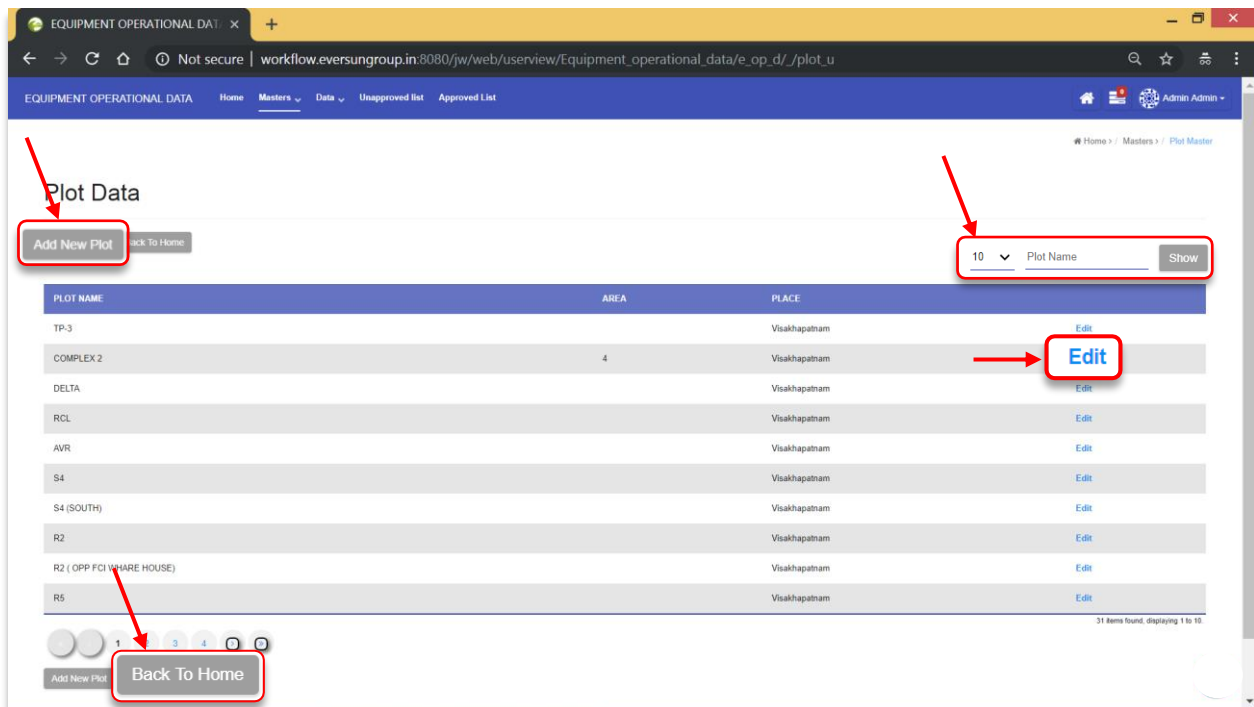 EQUIPMENT OPERATIONAL DAT
Not secure | workflow.eversungroup.in:8080/jw/web/userview/Equipment_operational_data/e_op_d/_/plot_u
EQUIPMENT OPERATIONAL DATA Home Masters Data Unapproved list Approved List Admin Admin
Home > / Masters > / Plot Master
Plot Data
Add New Plot Back To Home
10 Plot Name Show
PLOT NAME AREA PLACE
TP-3 Visakhapatnam Edit
COMPLEX 2 4 Visakhapatnam Edit
DELTA Visakhapatnam Edit
RCL Visakhapatnam Edit
AVR Visakhapatnam Edit
S4 Visakhapatnam Edit
S4 (SOUTH) Visakhapatnam Edit
R2 Visakhapatnam Edit
R2 ( OPP FCI WHARE HOUSE) Visakhapatnam Edit
R5 Visakhapatnam Edit
31 items found, displaying 1 to 10.
1 2 3 4 › »
Add New Plot Back To Home